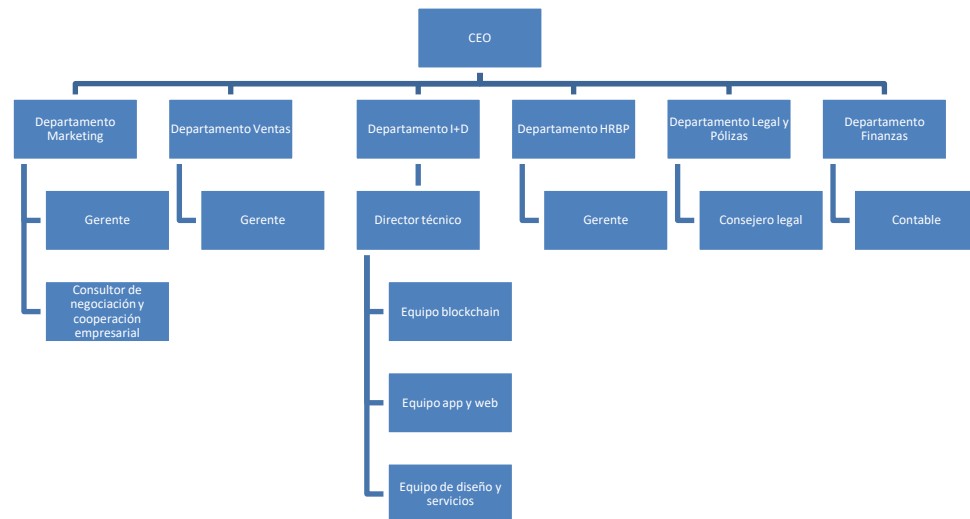 CEO
Departamento
Marketing
Departamento Ventas
Departamento I+D
Departamento HRBP
Departamento Legal y
Pólizas
Departamento
Finanzas
Gerente
Gerente
Director técnico
Gerente
Consejero legal
Contable
Consultor de
negociación y
cooperación
empresarial
Equipo blockchain
Equipo app y web
Equipo de diseño y
servicios